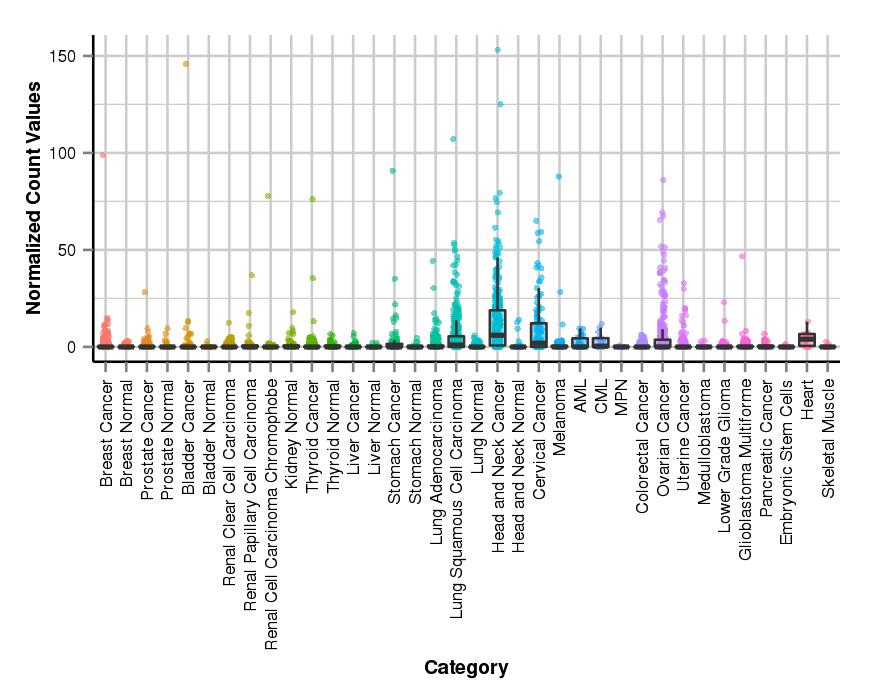 Normalized Count Values
150
100
50
0
Breast Cancer
Breast Normal
Prostate Cancer
Prostate Normal
Bladder Cancer
Bladder Normal
Renal Clear Cell Carcinoma
Renal Papillary Cell Carcinoma
Renal Cell Carcinoma Chromophobe
Kidney Normal
Thyroid Cancer
Thyroid Normal
Liver Cancer
Liver Normal
Stomach Cancer
Stomach Normal
Lung Adenocarcinoma
Lung Squamous Cell Carcinoma
Lung Normal
Head and Neck Cancer
Head and Neck Normal
Cervical Cancer
Melanoma
AML
CML
MPN
Colorectal Cancer
Ovarian Cancer
Uterine Cancer
Medulloblastoma
Lower Grade Glioma
Glioblastoma Multiforme
Pancreatic Cancer
Embryonic Stem Cells
Heart
Skeletal Muscle
Category